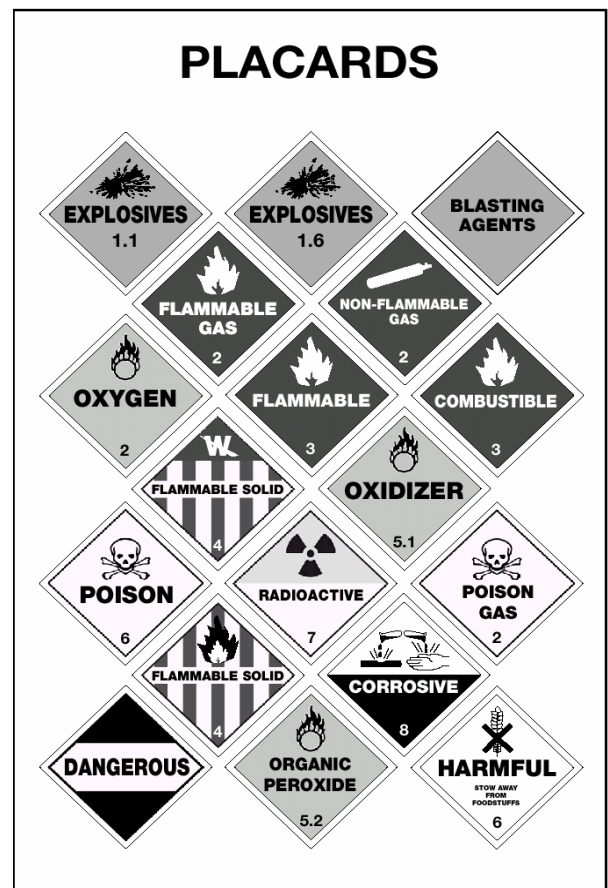 PLACARDS
EXPLOSIVES
1.1
EXPLOSIVES
1.6
BLASTING
AGENTS
FLAMMABLE
GAS
2
NON-FLAMMABLE
GAS
2
OXYGEN
2
FLAMMABLE
3
COMBUSTIBLE
3
W
FLAMMABLE SOLID
4
OXIDIZER
5.1
POISON
6
RADIOACTIVE
7
POISON
GAS
2
FLAMMABLE SOLID
4
CORROSIVE
8
DANGEROUS
ORGANIC
PEROXIDE
5.2
HARMFUL
STOW AWAY
FROM
FOODSTUFFS
6